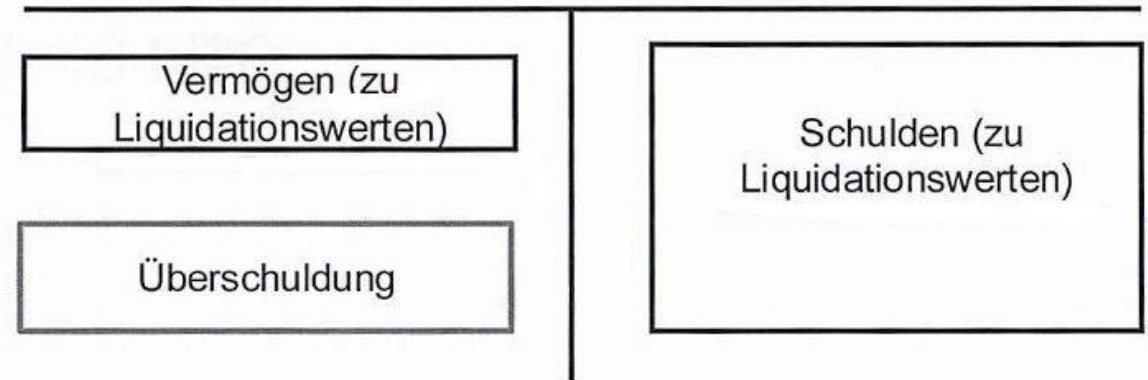 Vermögen (zu
Liquidationswerten)
Überschuldung
Schulden (zu
Liquidationswerten)